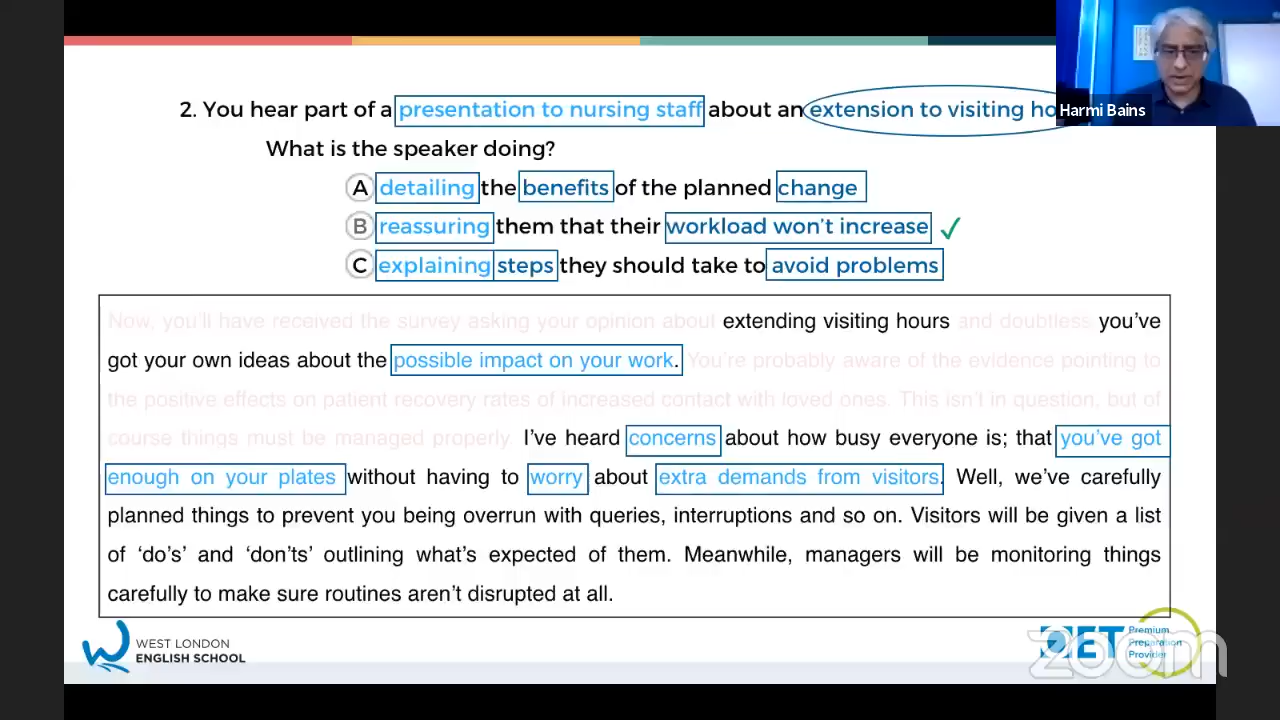 Harmi Bains
2. You hear part of a presentation to nursing staff about an extension to visiting ho
What is the speaker doing?
A detailing the benefits of the planned change
B reassuring them that their workload won't increase ✓
C explaining steps they should take to avoid problems
Now, you'll have received the survey asking your opinion about extending visiting hours and doubtless you've
got your own ideas about the possible impact on your work. You're probably aware of the evidence pointing to
the positive effects on patient recovery rates of increased contact with loved ones. This isn't in question, but of
course things must be managed properly. I've heard concerns about how busy everyone is; that you've got
enough on your plates without having to worry about extra demands from visitors. Well, we've carefully
planned things to prevent you being overrun with queries, interruptions and so on. Visitors will be given a list
of 'do's' and 'don'ts' outlining what's expected of them. Meanwhile, managers will be monitoring things
carefully to make sure routines aren't disrupted at all.
WEST LONDON
ENGLISH SCHOOL
OET
Premium
Preparation
Provider
zoom